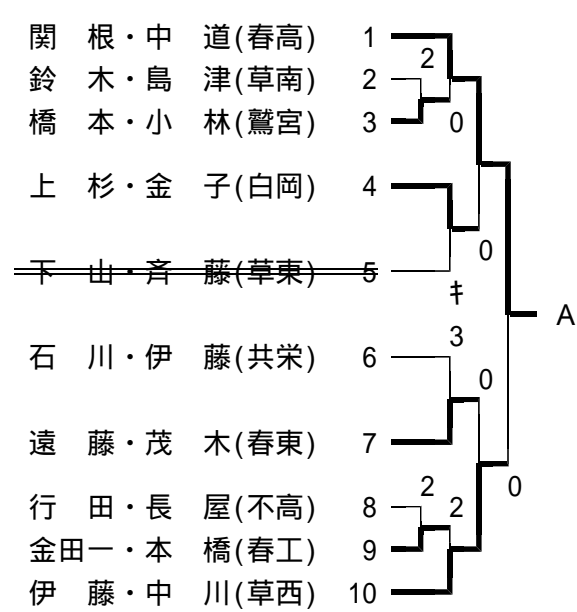 関　根・中　道(春高)　1
2
鈴　木・島　津(草南)　2
橋　本・小　林(鷲宮)　3　0
上　杉・金　子(白岡)　4
0
下　山・斉　藤(草東)　5
ｷ
A
3
石　川・伊　藤(共栄)　6
0
遠　藤・茂　木(春東)　7
2　0
行　田・長　屋(不高)　8　2
金田一・本　橋(春工)　9
伊　藤・中　川(草西)　10